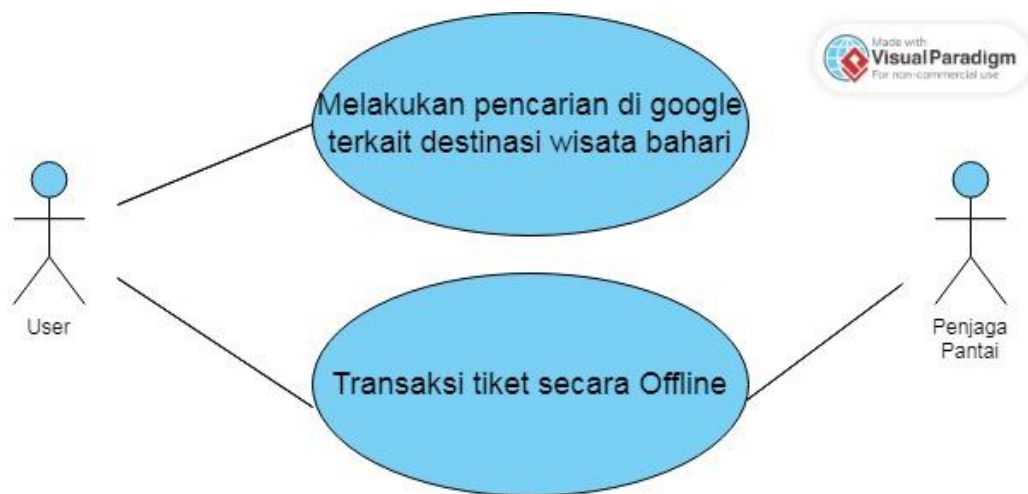 Made with
Visual Paradigm
For non-commercial use
Melakukan pencarian di google
terkait destinasi wisata bahari
User
Penjaga
Pantai
Transaksi tiket secara Offline